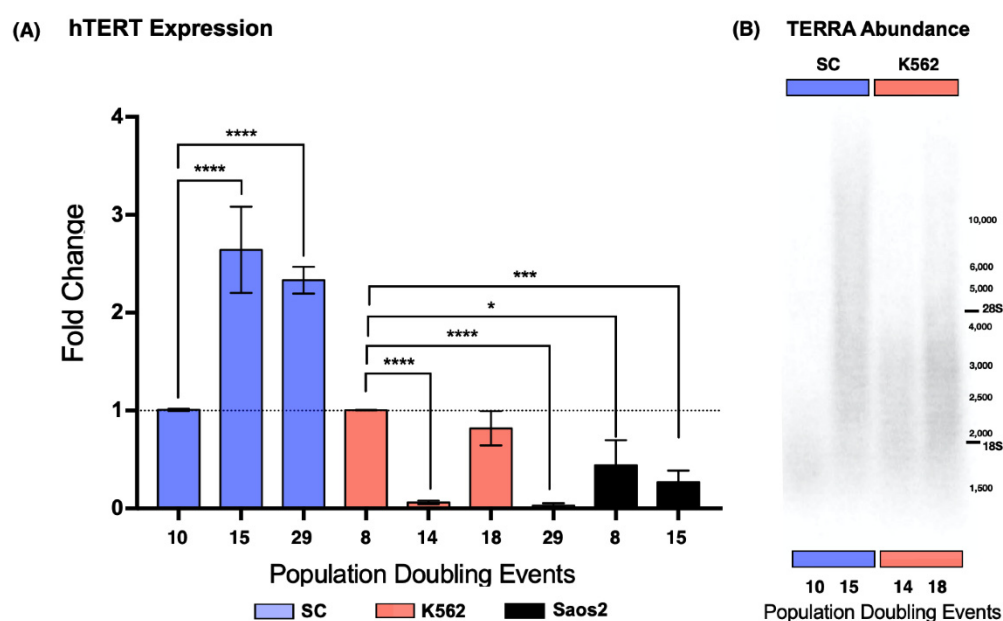 (A) hTERT Expression
4
3
2
1
0
Fold Change
****
****
***
*
****
****
10 15 29 8 14 18 29 8 15
Population Doubling Events
SC K562 Saos2
(B) TERRA Abundance
SC K562
10,000
6,000
5,000
28S
4,000
3,000
2,500
2,000
18S
1,500
10 15 14 18
Population Doubling Events